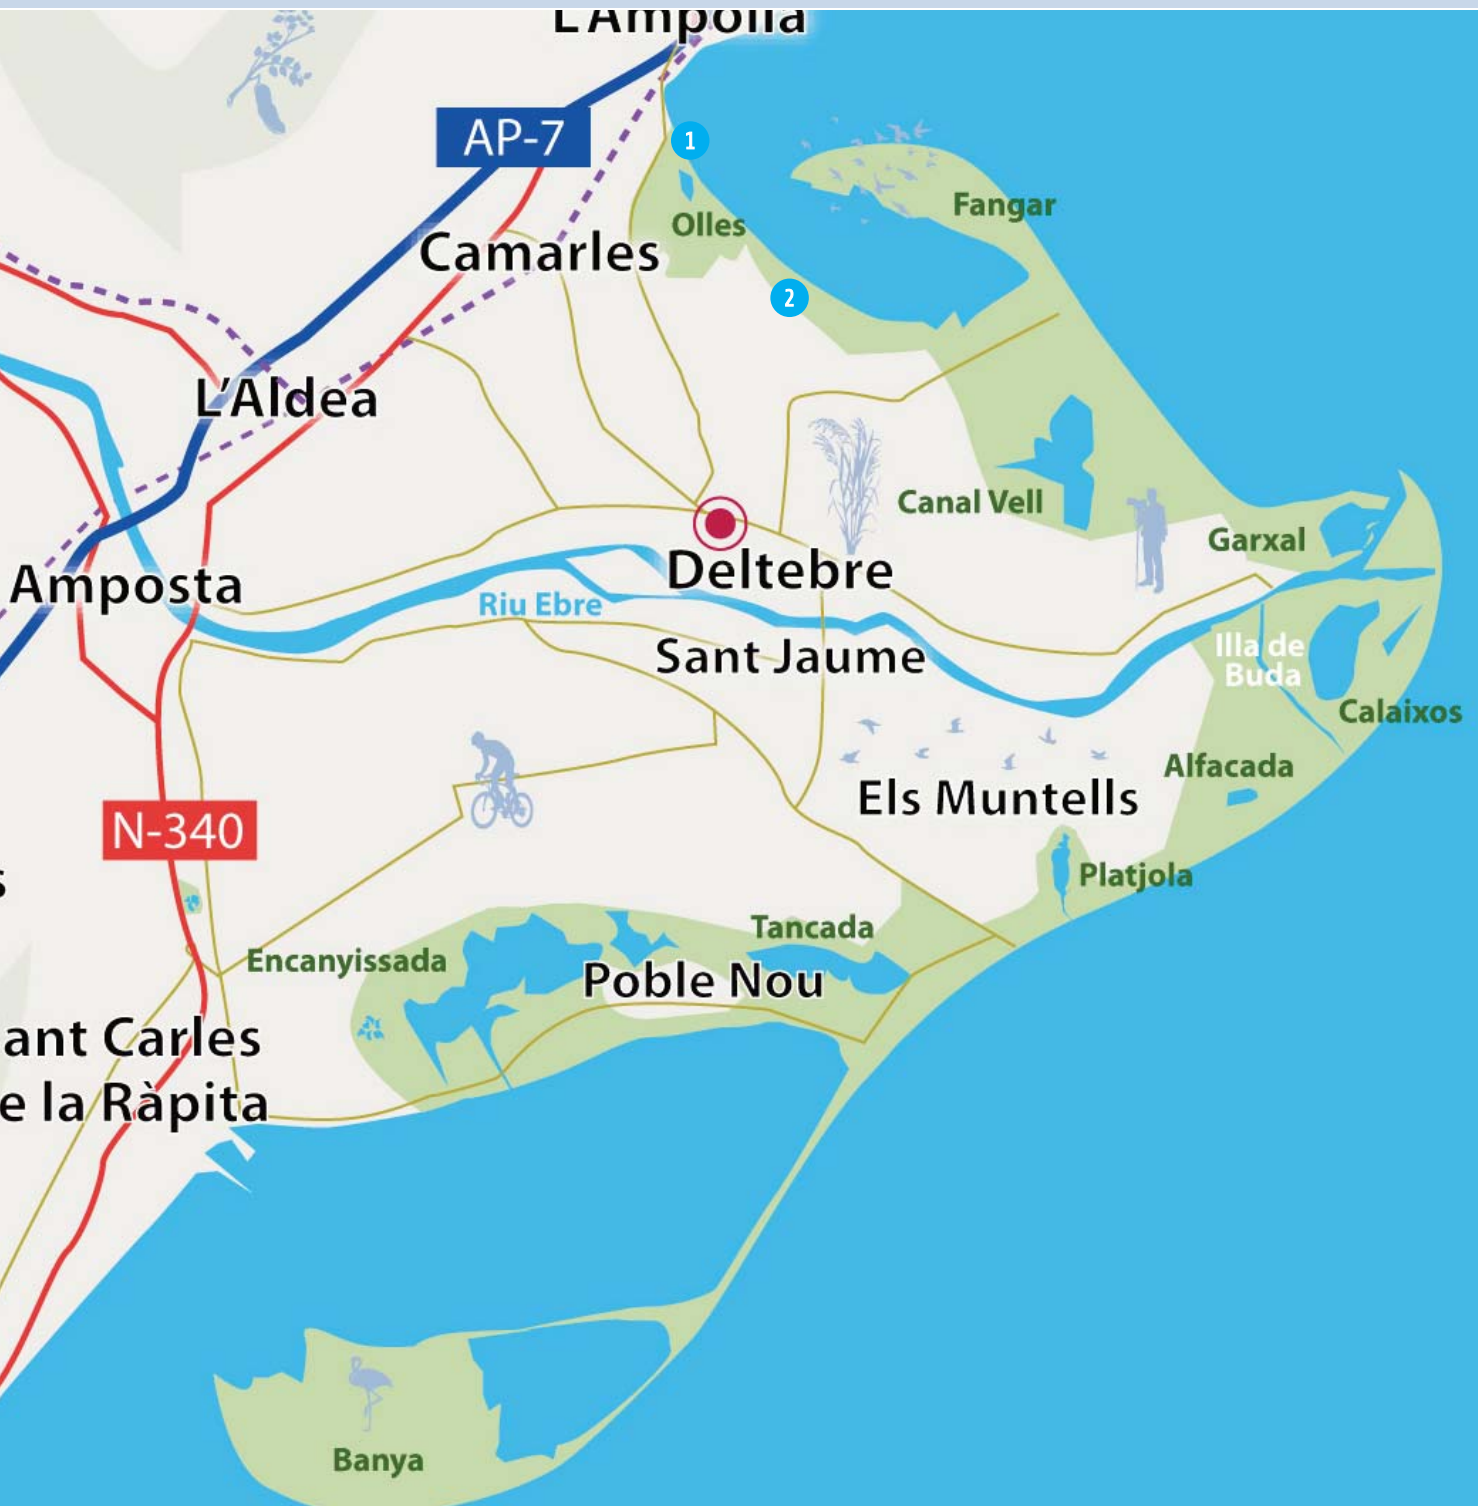 L'Ampolla
AP-7
1
Fangar
Olles
Camarles
2
L'Aldea
Canal Vell
Garxal
Deltebre
Amposta
Riu Ebre
Sant Jaume
Illa de
Buda
Calaixos
Alfacada
Els Muntells
N-340
s
Platjola
Tancada
Encanyissada
Poble Nou
ant Carles
e la Ràpita
Banya